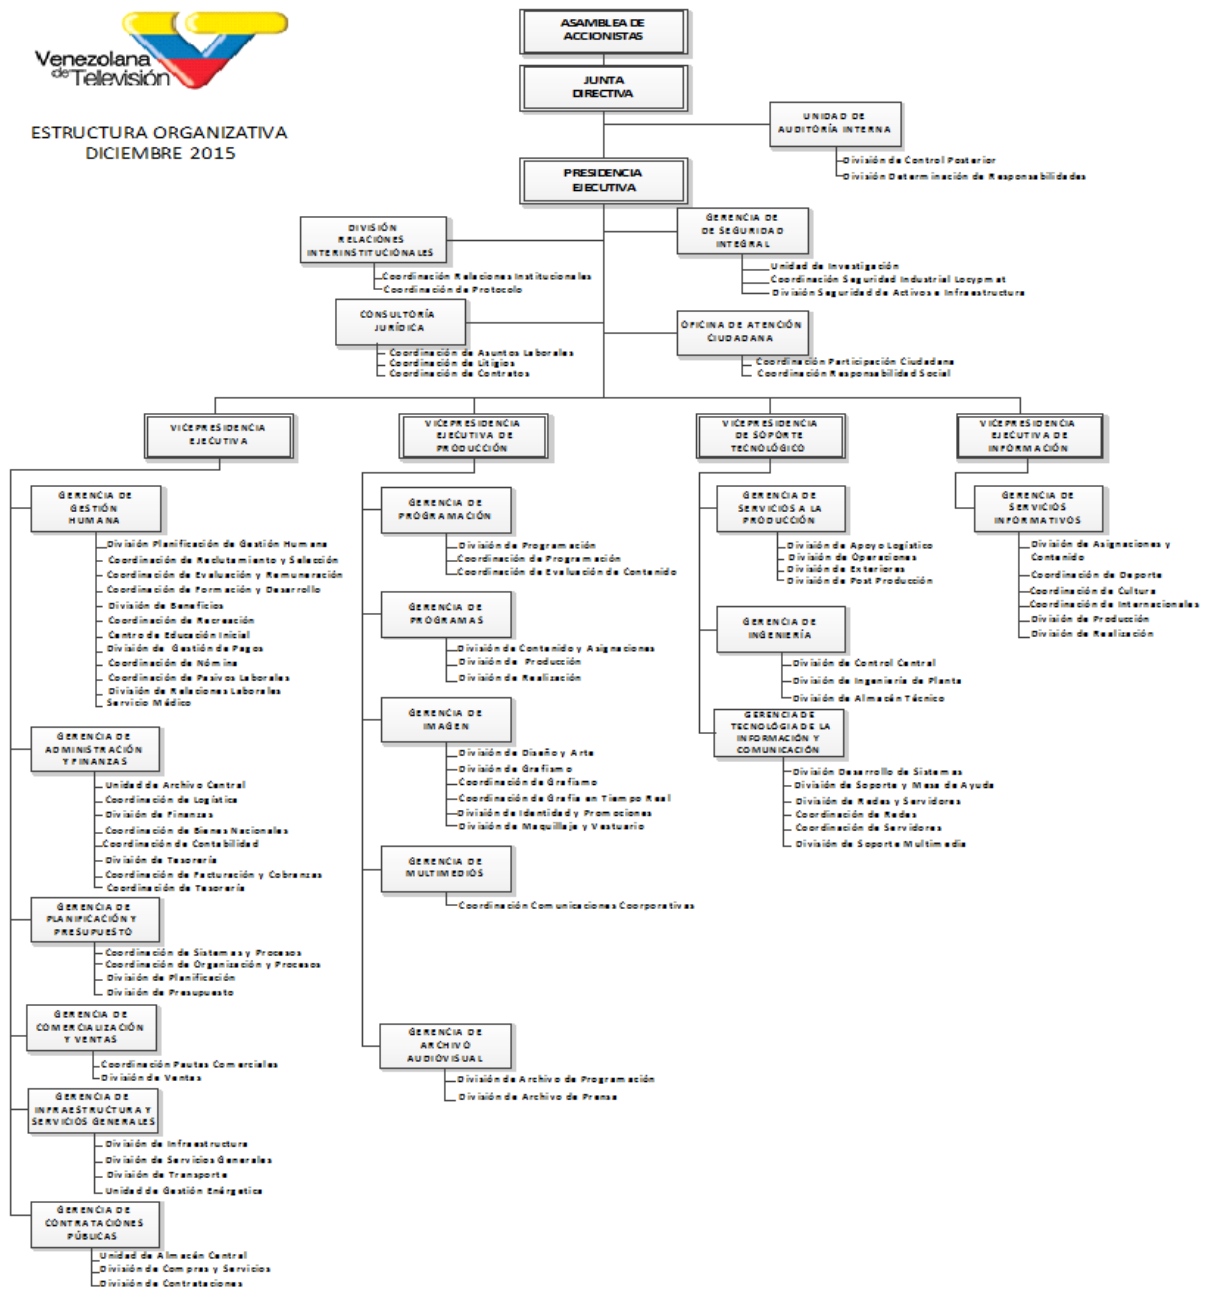 Venezolana
de Televisión
ESTRUCTURA ORGANIZATIVA
DICIEMBRE 2015
ASAMBLEA DE
ACCIONISTAS
JUNTA
DIRECTIVA
UNIDAD DE
AUDITORÍA INTERNA
División de Control Posterior
División Determinación de Responsabilidades
PRESIDENCIA
EJECUTIVA
DIVISIÓN
RELACIONES
INTERINSTITUCIONALES
Coordinación Relaciones Institucionales
Coordinación de Protocolo
GERENCIA DE
DE SEGURIDAD
INTEGRAL
Unidad de Investigación
Coordinación Seguridad Industrial Locypmat
División Seguridad de Activos e Infraestructura
CONSULTORÍA
JURÍDICA
Coordinación de Asuntos Laborales
Coordinación de Litigios
Coordinación de Contratos
OFICINA DE ATENCIÓN
CIUDADANA
Coordinación Participación Ciudadana
Coordinación Responsabilidad Social
VICEPRESIDENCIA
EJECUTIVA
GERENCIA DE
GESTIÓN
HUMANA
División Planificación de Gestión Humana
Coordinación de Reclutamiento y Selección
Coordinación de Evaluación y Remuneración
Coordinación de Formación y Desarrollo
División de Beneficios
Coordinación de Recreación
Centro de Educación Inicial
División de Gestión de Pagos
Coordinación de Nómina
Coordinación de Pasivos Laborales
División de Relaciones Laborales
Servicio Médico
GERENCIA DE
ADMINISTRACIÓN
Y FINANZAS
Unidad de Archivo Central
Coordinación de Logística
División de Finanzas
Coordinación de Bienes Nacionales
Coordinación de Contabilidad
División de Tesorería
Coordinación de Facturación y Cobranzas
Coordinación de Tesorería
GERENCIA DE
PLANIFICACIÓN Y
PRESUPUESTO
Coordinación de Sistemas y Procesos
Coordinación de Organización y Procesos
División de Planificación
División de Presupuesto
GERENCIA DE
COMERCIALIZACIÓN
Y VENTAS
Coordinación Pautas Comerciales
División de Ventas
GERENCIA DE
INFRAESTRUCTURA Y
SERVICIOS GENERALES
División de Infraestructura
División de Servicios Generales
División de Transporte
Unidad de Gestión Enérgetica
GERENCIA DE
CONTRATACIONES
PÚBLICAS
Unidad de Almacén Central
División de Compras y Servicios
División de Contrataciones
VICEPRESIDENCIA
EJECUTIVA DE
PRODUCCIÓN
GERENCIA DE
PROGRAMACIÓN
División de Programación
Coordinación de Programación
Coordinación de Evaluación de Contenido
GERENCIA DE
PROGRAMAS
División de Contenido y Asignaciones
División de Producción
División de Realización
GERENCIA DE
IMAGEN
División de Diseño y Arte
División de Grafismo
Coordinación de Grafismo
Coordinación de Grafía en Tiempo Real
División de Identidad y Promociones
División de Maquillaje y Vestuario
GERENCIA DE
MULTIMEDIOS
Coordinación Comunicaciones Coorporativas
GERENCIA DE
ARCHIVO
AUDIOVISUAL
División de Archivo de Programación
División de Archivo de Prensa
VICEPRESIDENCIA
DE SOPORTE
TECNOLÓGICO
GERENCIA DE
SERVICIOS A LA
PRODUCCIÓN
División de Apoyo Logístico
División de Operaciones
División de Exteriores
División de Post Producción
GERENCIA DE
INGENIERÍA
División de Control Central
División de Ingeniería de Planta
División de Almacén Técnico
GERENCIA DE
TECNOLÓGIA DE LA
INFORMACIÓN Y
COMUNICACIÓN
División Desarrollo de Sistemas
División de Soporte y Mesa de Ayuda
División de Redes y Servidores
Coordinación de Redes
Coordinación de Servidores
División de Soporte Multimedia
VICEPRESIDENCIA
EJECUTIVA DE
INFORMACIÓN
GERENCIA DE
SERVICIOS
INFORMATIVOS
División de Asignaciones y
Contenido
Coordinación de Deporte
Coordinación de Cultura
Coordinación de Internacionales
División de Producción
División de Realización